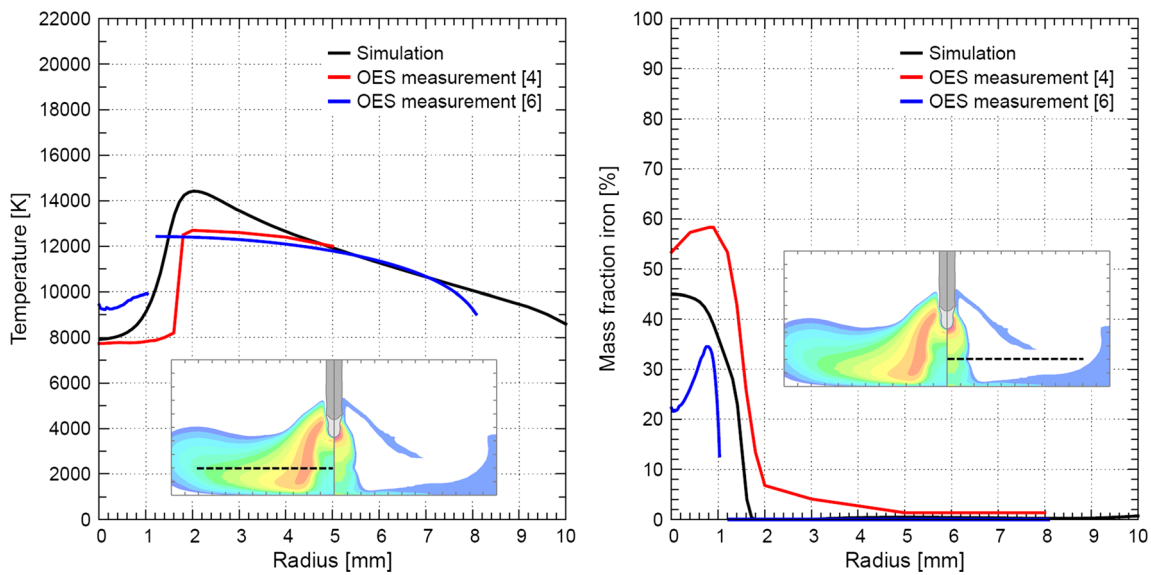 22000
20000
18000
16000
14000
12000
10000
8000
6000
4000
2000
0
Temperature [K]
Simulation
OES measurement [4]
OES measurement [6]
0 1 2 3 4 5 6 7 8 9 10
Radius [mm]
100
90
80
70
60
50
40
30
20
10
0
Mass fraction iron [%]
Simulation
OES measurement [4]
OES measurement [6]
0 1 2 3 4 5 6 7 8 9 10
Radius [mm]